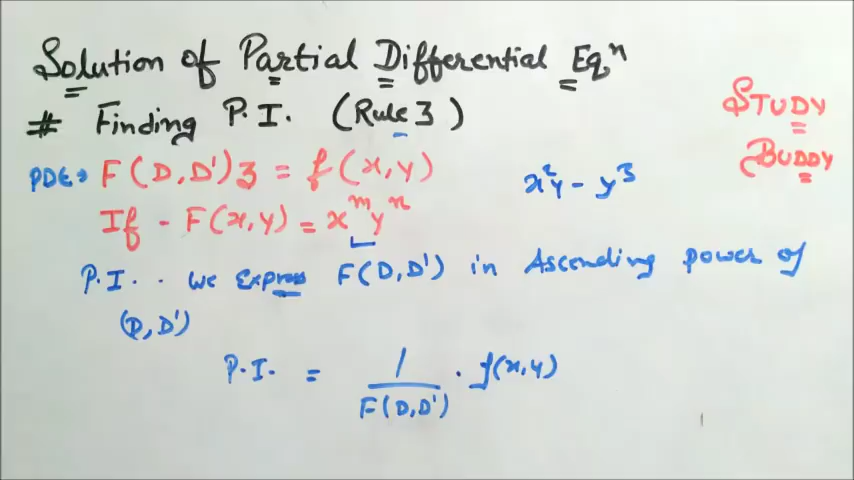 Solution of Partial Differential Eqⁿ
# Finding P.I. (Rule 3)
STUDY
BUDDY
PDE→ F(D,D')z = f(x,y)
x²y - y³
If - F(x,y) = xᵐyⁿ
P.I. . . We Express F(D,D') in Ascending power of
(D,D')
P.I. = 1/F(D,D') . f(x,y)